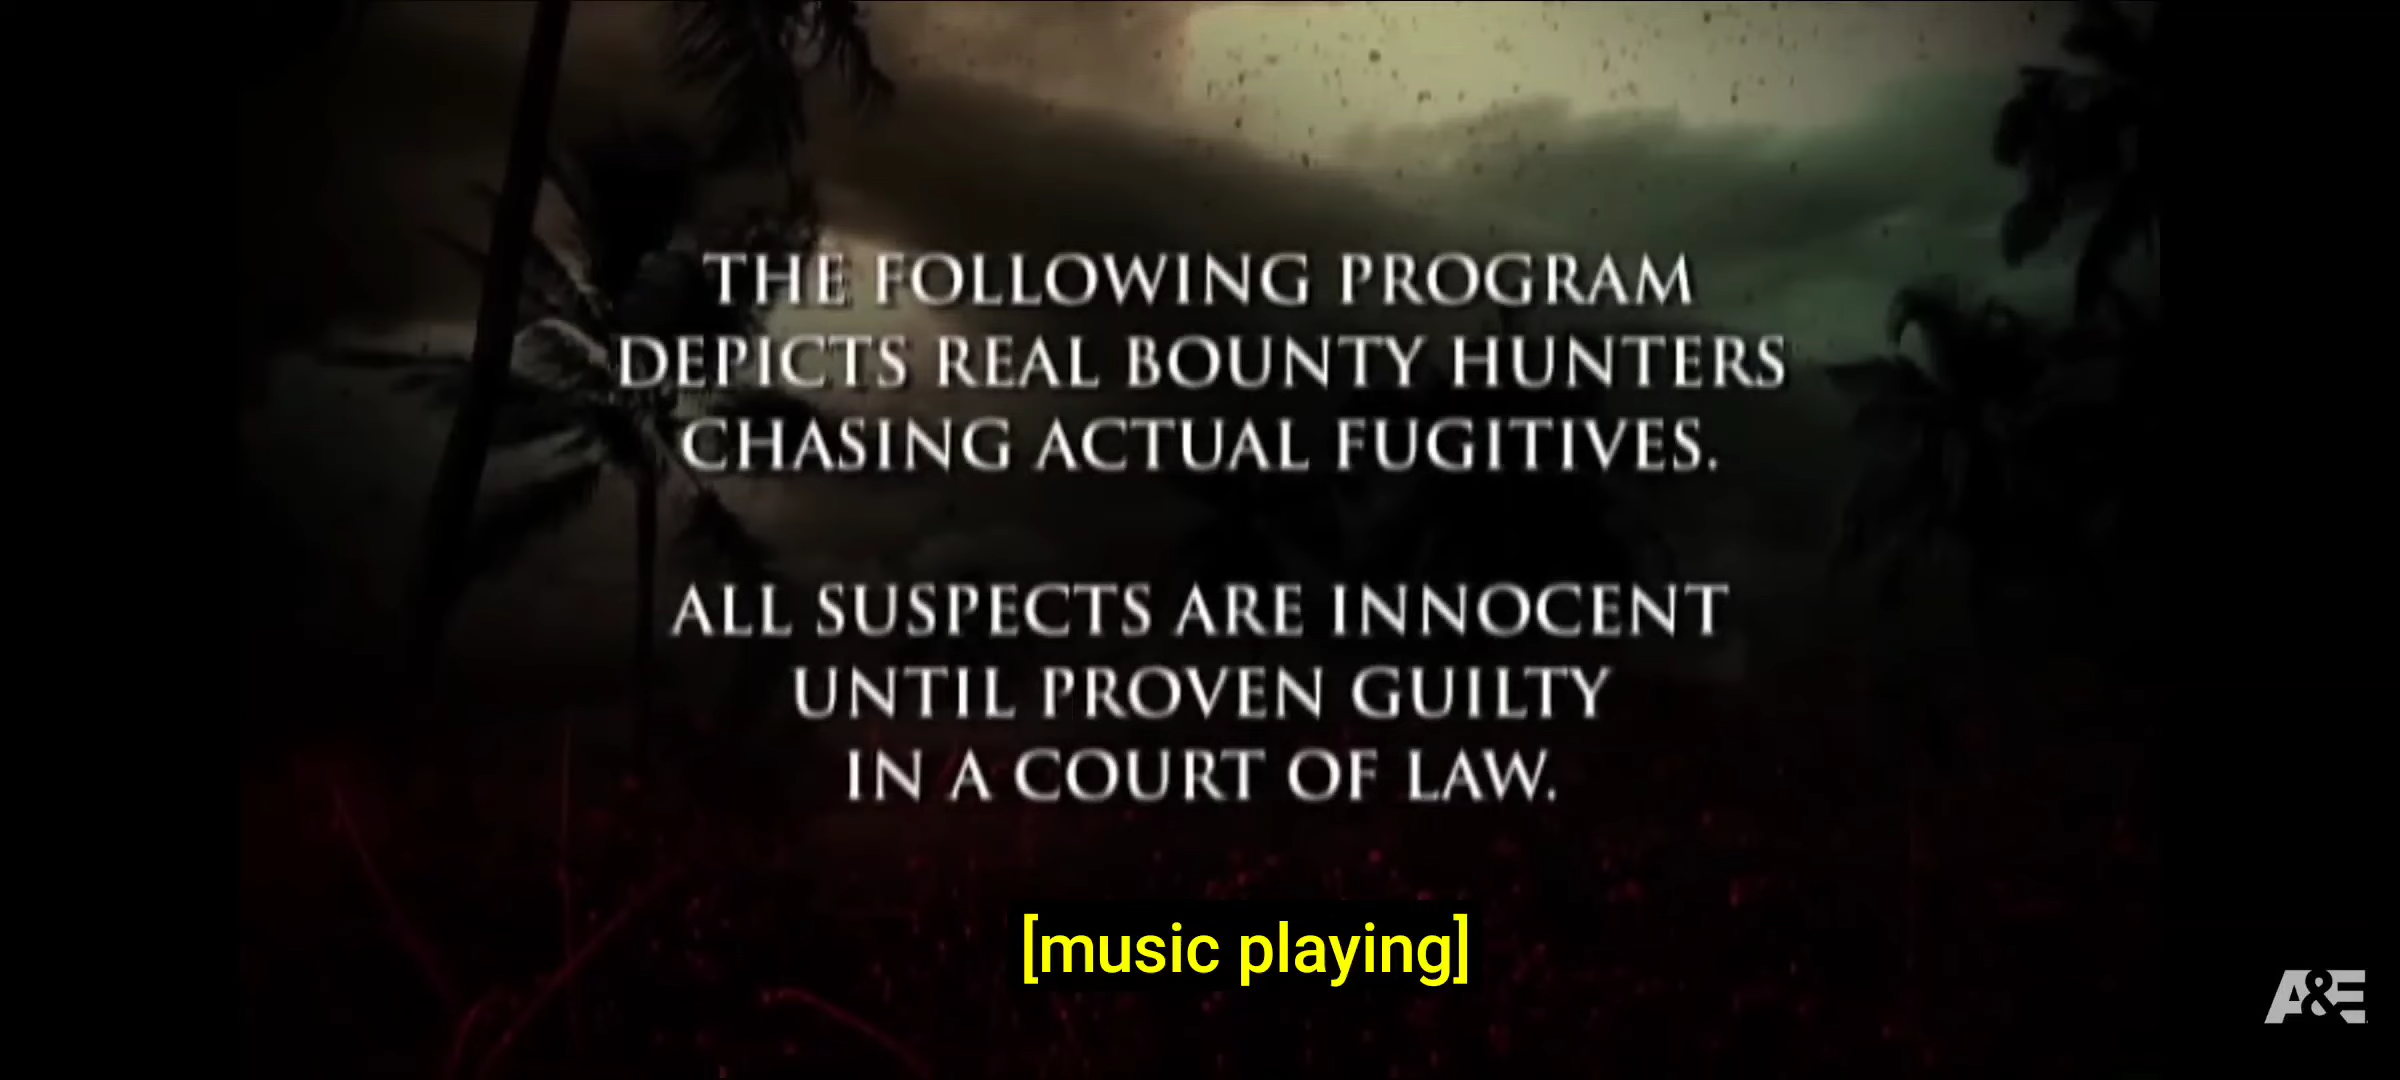 THE FOLLOWING PROGRAM
DEPICTS REAL BOUNTY HUNTERS
CHASING ACTUAL FUGITIVES.
ALL SUSPECTS ARE INNOCENT
UNTIL PROVEN GUILTY
IN A COURT OF LAW.
[music playing]
A&E